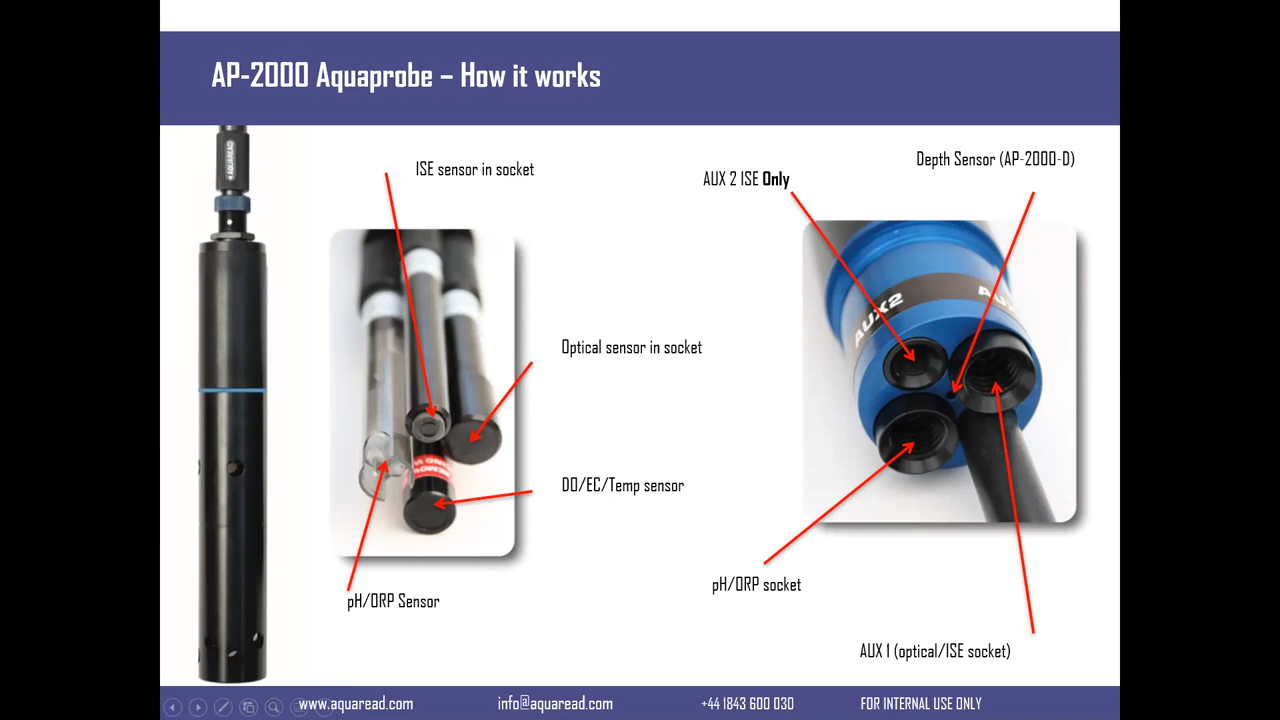 AP-2000 Aquaprobe – How it works
AQUAREAD
ISE sensor in socket
Optical sensor in socket
DO/EC/Temp sensor
pH/ORP Sensor
AUX 2 ISE Only
Depth Sensor (AP-2000-D)
AUX2
pH/ORP socket
AUX 1 (optical/ISE socket)
www.aquaread.com
info@aquaread.com
+44 1843 600 030
FOR INTERNAL USE ONLY